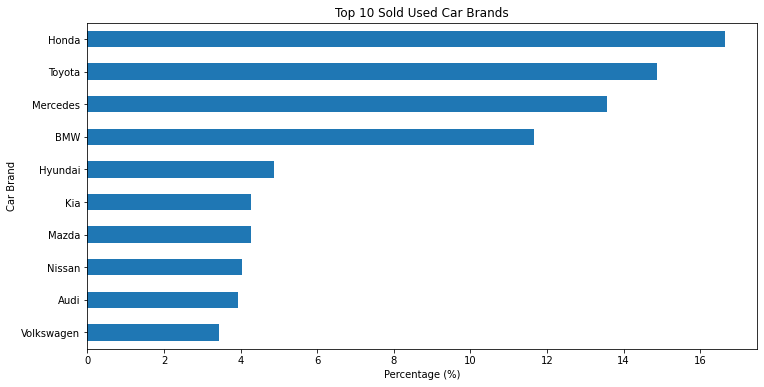 Top 10 Sold Used Car Brands
Car Brand
Honda
Toyota
Mercedes
BMW
Hyundai
Kia
Mazda
Nissan
Audi
Volkswagen
0 2 4 6 8 10 12 14 16
Percentage (%)